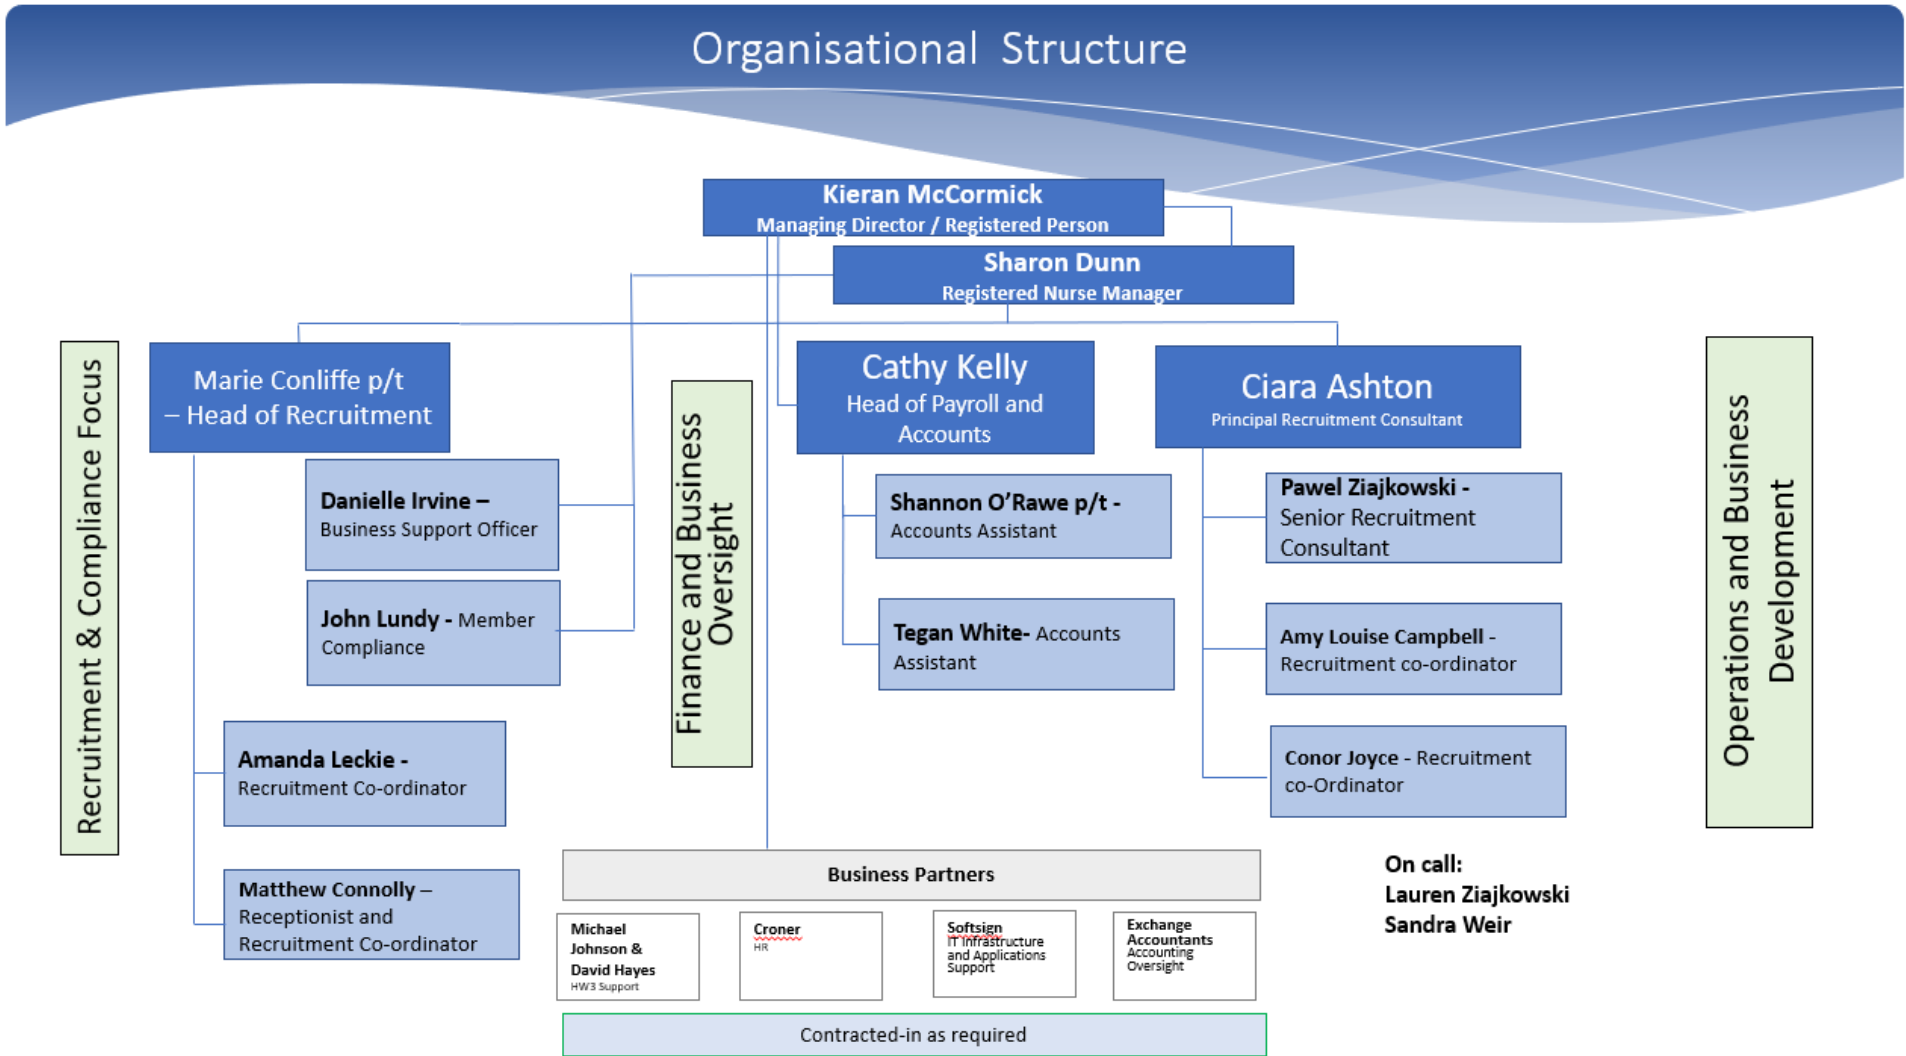 Organisational Structure
Kieran McCormick
Managing Director / Registered Person
Sharon Dunn
Registered Nurse Manager
Recruitment & Compliance Focus
Marie Conliffe p/t
– Head of Recruitment
Danielle Irvine –
Business Support Officer
John Lundy - Member
Compliance
Amanda Leckie -
Recruitment Co-ordinator
Matthew Connolly –
Receptionist and
Recruitment Co-ordinator
Finance and Business
Oversight
Cathy Kelly
Head of Payroll and
Accounts
Shannon O’Rawe p/t -
Accounts Assistant
Tegan White- Accounts
Assistant
Ciara Ashton
Principal Recruitment Consultant
Pawel Ziajkowski -
Senior Recruitment
Consultant
Amy Louise Campbell -
Recruitment co-ordinator
Conor Joyce - Recruitment
co-Ordinator
Operations and Business
Development
Business Partners
Michael
Johnson &
David Hayes
HW3 Support
Croner
HR
Softsign
IT Infrastructure
and Applications
Support
Exchange
Accountants
Accounting
Oversight
Contracted-in as required
On call:
Lauren Ziajkowski
Sandra Weir